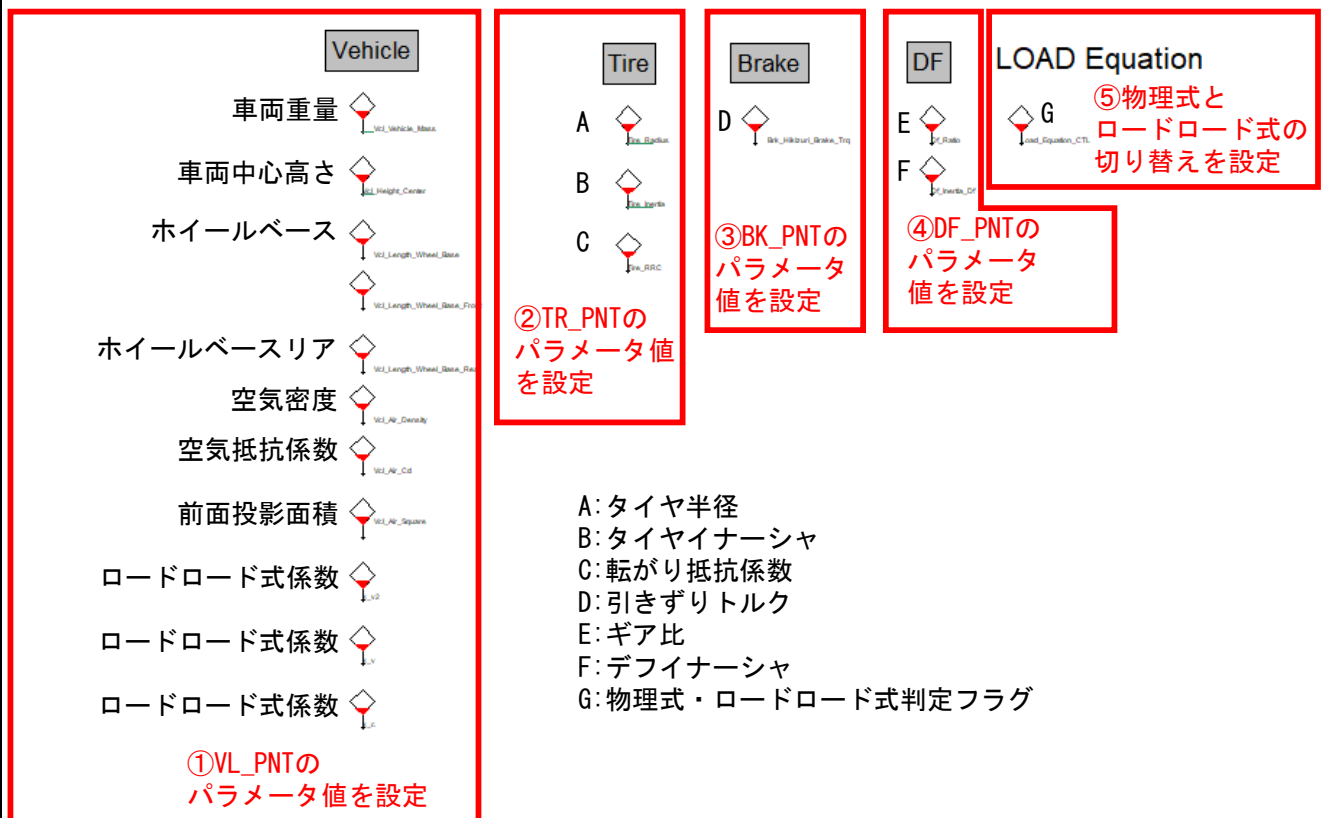 Vehicle
車両重量
Vcl_Vehicle_Mass
車両中心高さ
Vcl_Height_Center
ホイールベース
Vcl_Length_Wheel_Base
Vcl_Length_Wheel_Base_Fro
ホイールベースリア
Vcl_Length_Wheel_Base_Rea
空気密度
Vcl_Air_Density
空気抵抗係数
Vcl_Air_Cd
前面投影面積
Vcl_Air_Square
ロードロード式係数
ロードロード式係数
ロードロード式係数
①VL_PNTの
パラメータ値を設定
Tire
A
Tire_Radius
B
Tire_Inertia
C
Tire_RRC
②TR_PNTの
パラメータ値
を設定
Brake
D
Brk_Hikizuri_Brake_Trq
③BK_PNTの
パラメータ
値を設定
DF
E
Df_Ratio
F
Df_Inertia_Df
④DF_PNTの
パラメータ
値を設定
LOAD Equation
G
Load_Equation_CTL
⑤物理式と
ロードロード式の
切り替えを設定
A:タイヤ半径
B:タイヤイナーシャ
C:転がり抵抗係数
D:引きずりトルク
E:ギア比
F:デフイナーシャ
G:物理式・ロードロード式判定フラグ